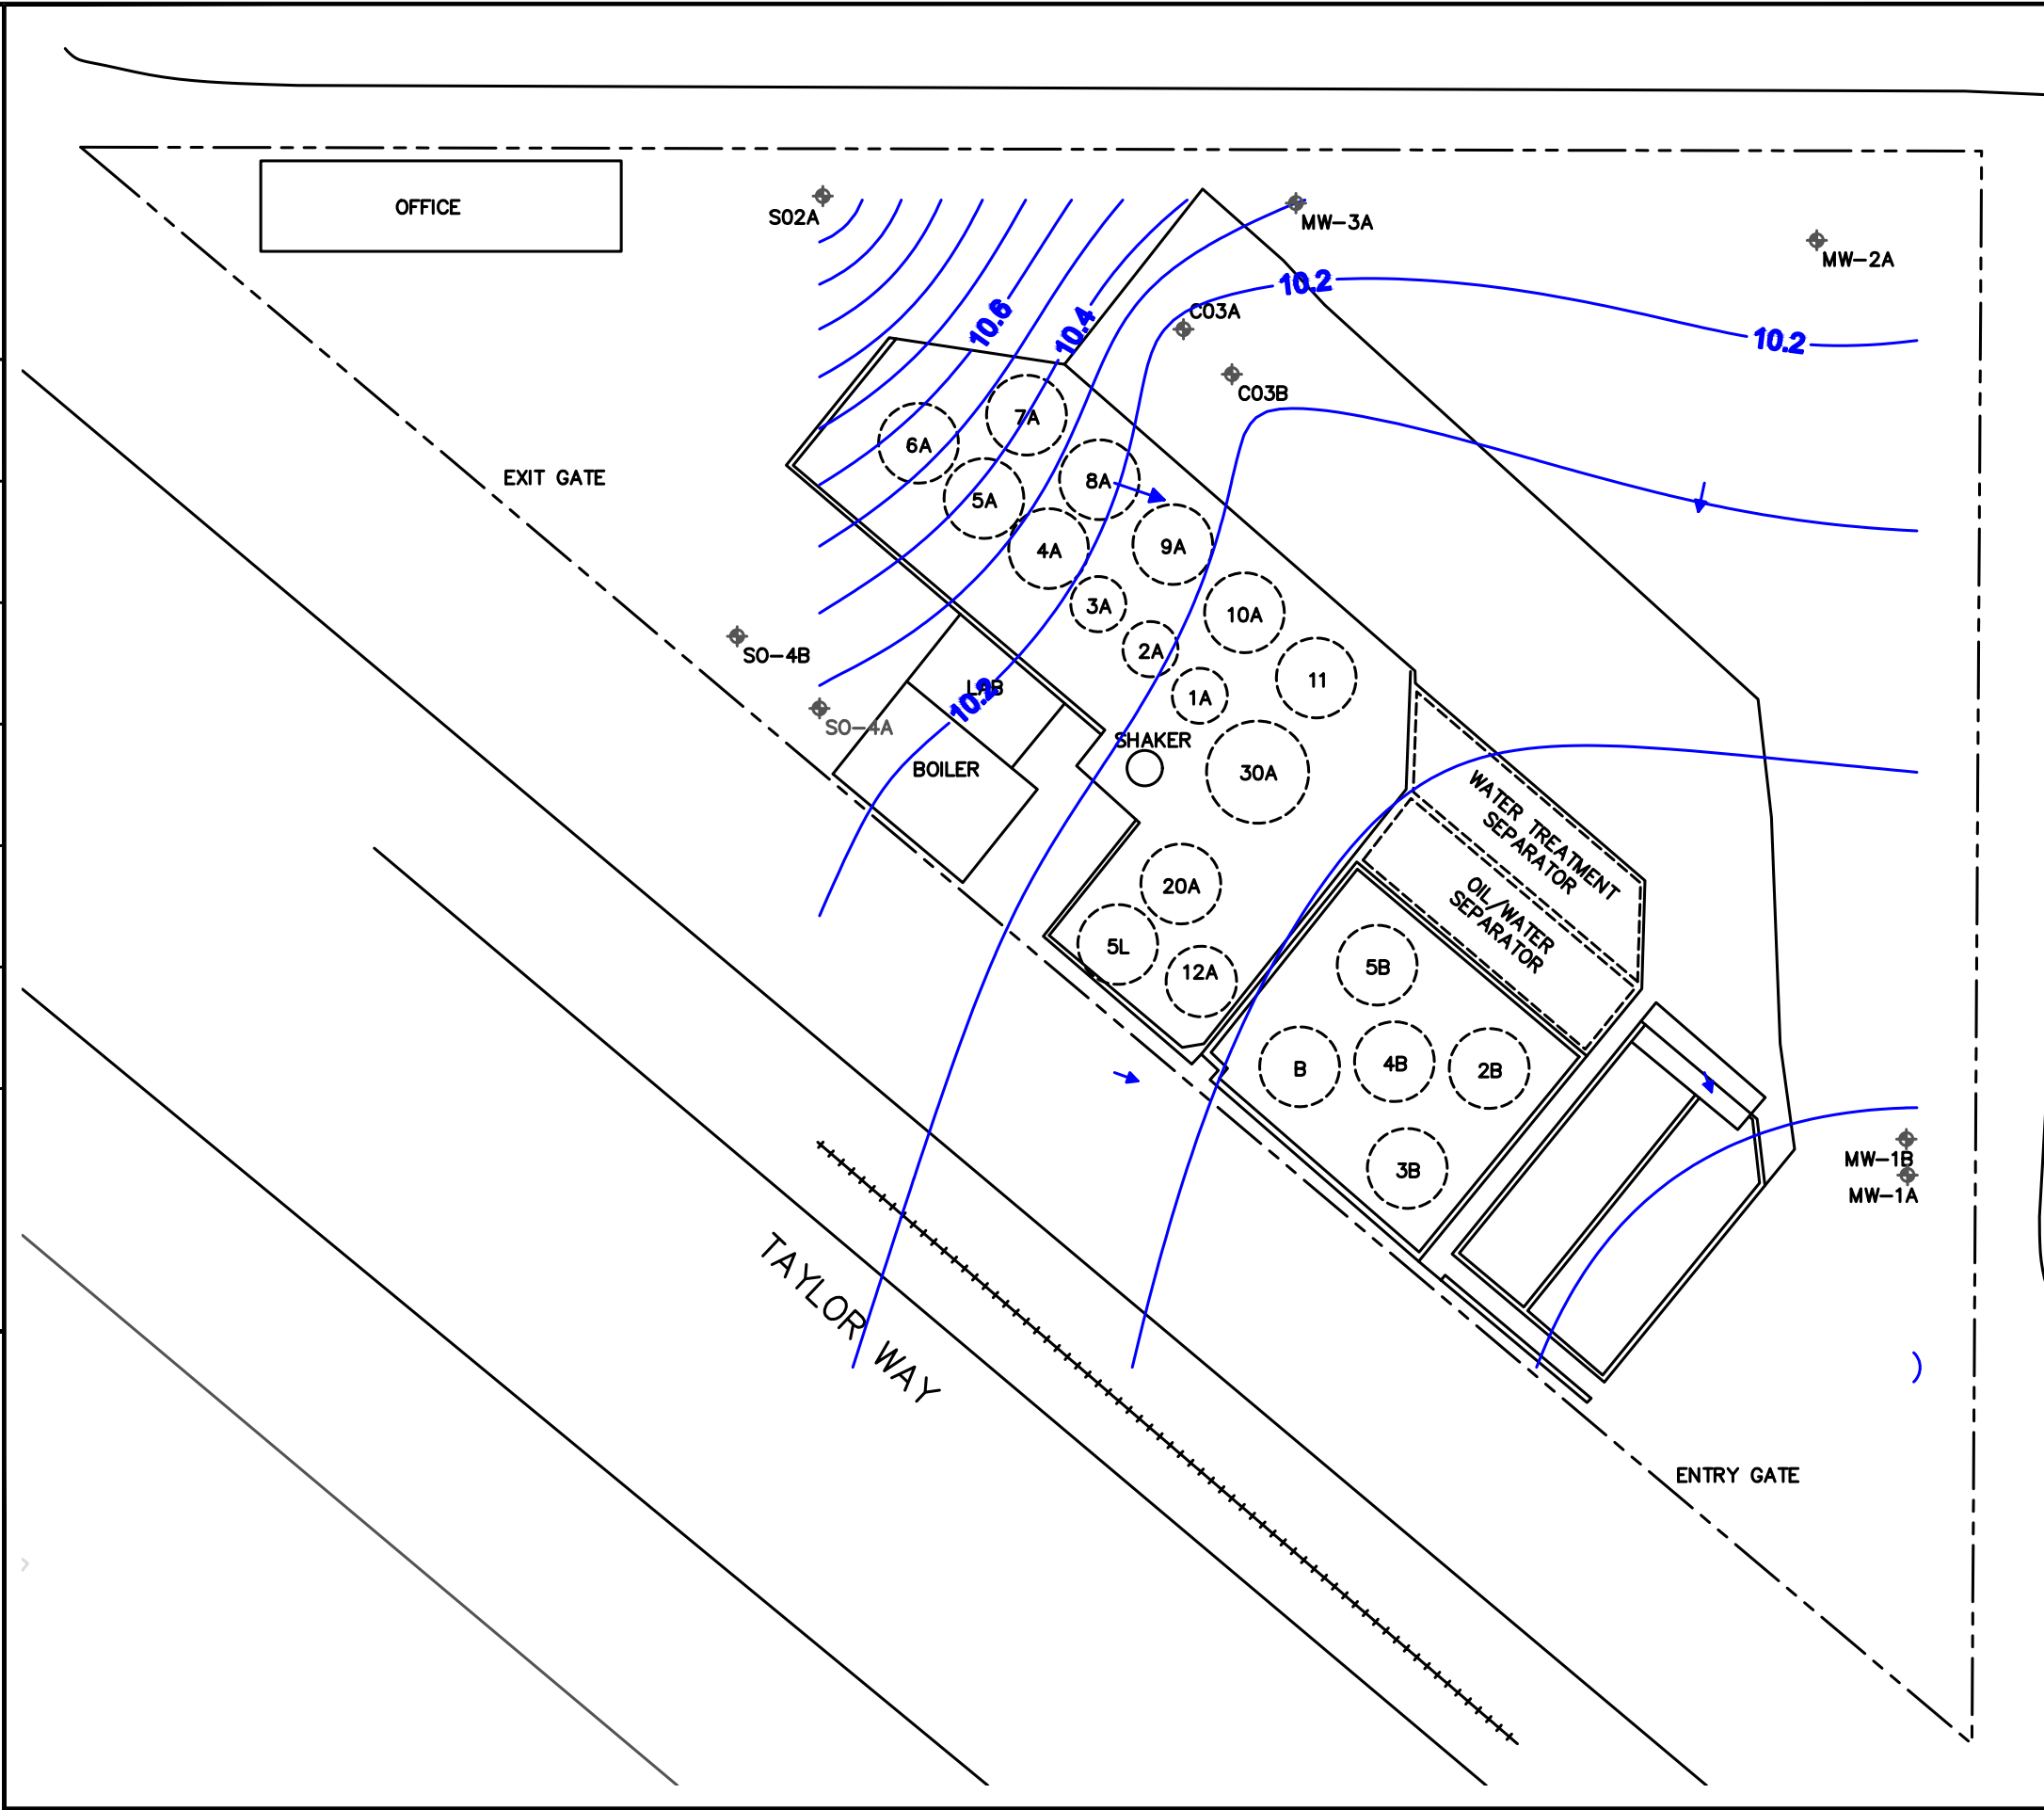 OFFICE
S02A
MW-3A
MW-2A
10.2
C03A
10.6
10.4
10.2
C03B
7A
6A
EXIT GATE
8A
5A
9A
4A
3A
10A
2A
SO-4B
11
LAB
1A
10.2
SO-4A
SHAKER
BOILER
30A
WATER TREATMENT
SEPARATOR
20A
OIL/WATER
SEPARATOR
5L
12A
5B
B
4B
2B
MW-1B
3B
MW-1A
TAYLOR WAY
ENTRY GATE